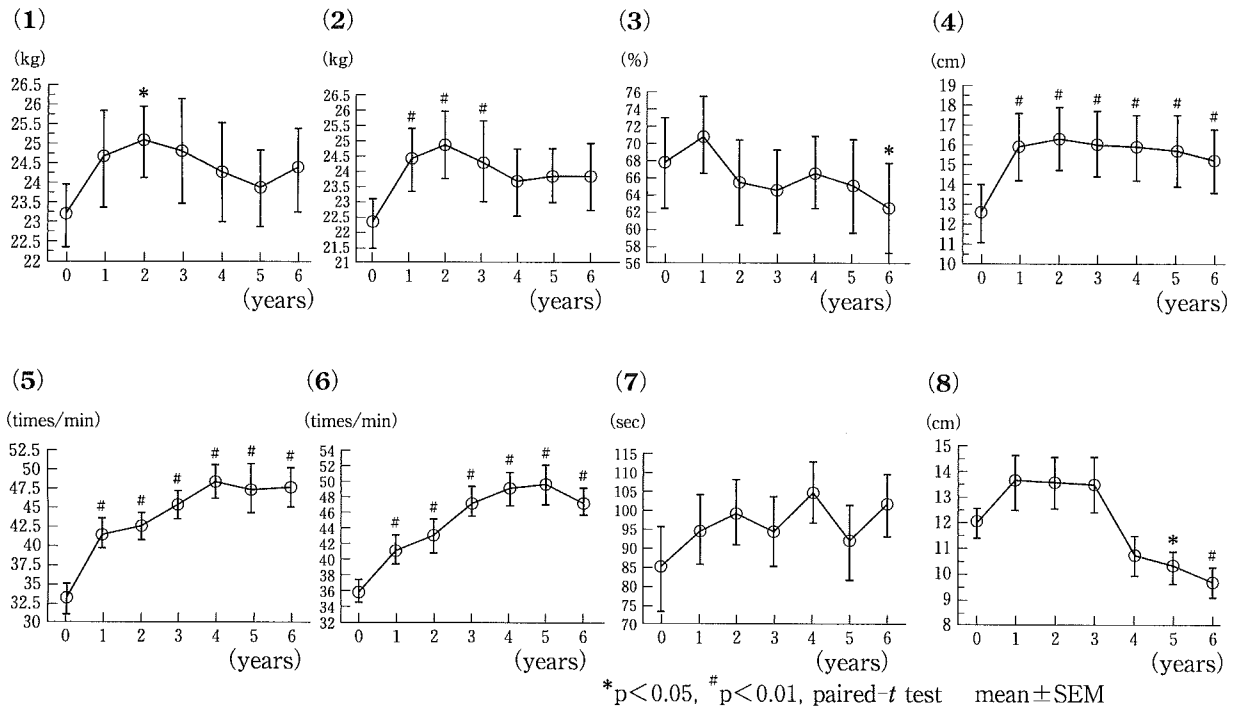 (1) (2) (3) (4)
(kg) (kg) (%) (cm)
26.5 26 25.5 25 24.5 24 23.5 23 22.5 22
0 1 2 3 4 5 6
(years)
*
26.5 26 25.5 25 24.5 24 23.5 23 22.5 22 21.5 21
0 1 2 3 4 5 6
(years)
# # #
76 74 72 70 68 66 64 62 60 58 56
0 1 2 3 4 5 6
(years)
*
19 18 17 16 15 14 13 12 11 10
0 1 2 3 4 5 6
(years)
# # # # # #
(5) (6) (7) (8)
(times/min) (times/min) (sec) (cm)
52.5 50 47.5 45 42.5 40 37.5 35 32.5 30
0 1 2 3 4 5 6
(years)
# # # # # #
54 52 50 48 46 44 42 40 38 36 34 32
0 1 2 3 4 5 6
(years)
# # # # # #
115 110 105 100 95 90 85 80 75 70
0 1 2 3 4 5 6
(years)
15 14 13 12 11 10 9 8
0 1 2 3 4 5 6
(years)
* #
*p<0.05, #p<0.01, paired-t test mean±SEM